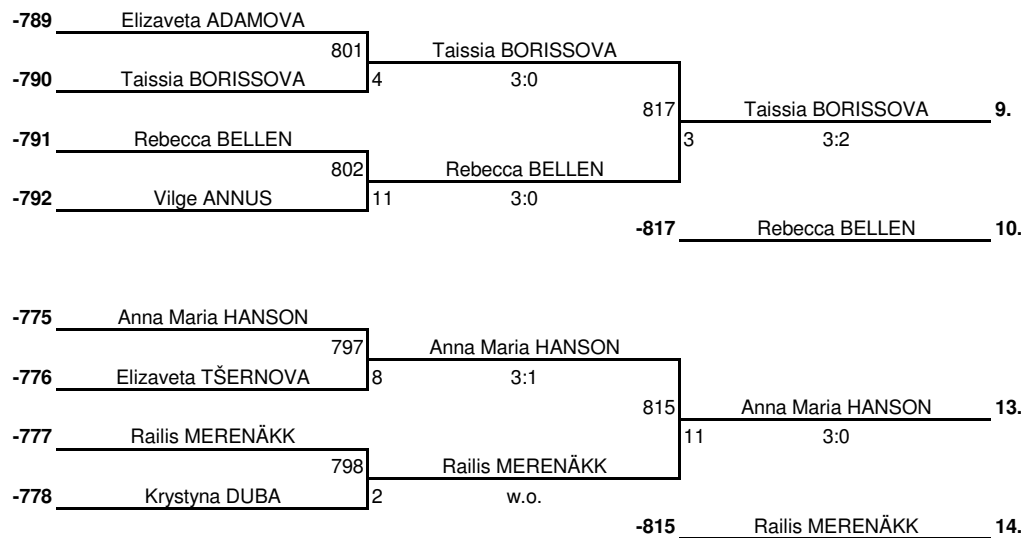 -789 Elizaveta ADAMOVA
801 Taissia BORISSOVA
-790 Taissia BORISSOVA 4 3:0
817 Taissia BORISSOVA 9.
-791 Rebecca BELLEN 3 3:2
802 Rebecca BELLEN
-792 Vilge ANNUS 11 3:0
-817 Rebecca BELLEN 10.
-775 Anna Maria HANSON
797 Anna Maria HANSON
-776 Elizaveta TŠERNOVA 8 3:1
815 Anna Maria HANSON 13.
-777 Railis MERENÄKK 11 3:0
798 Railis MERENÄKK
-778 Krystyna DUBA 2 w.o.
-815 Railis MERENÄKK 14.